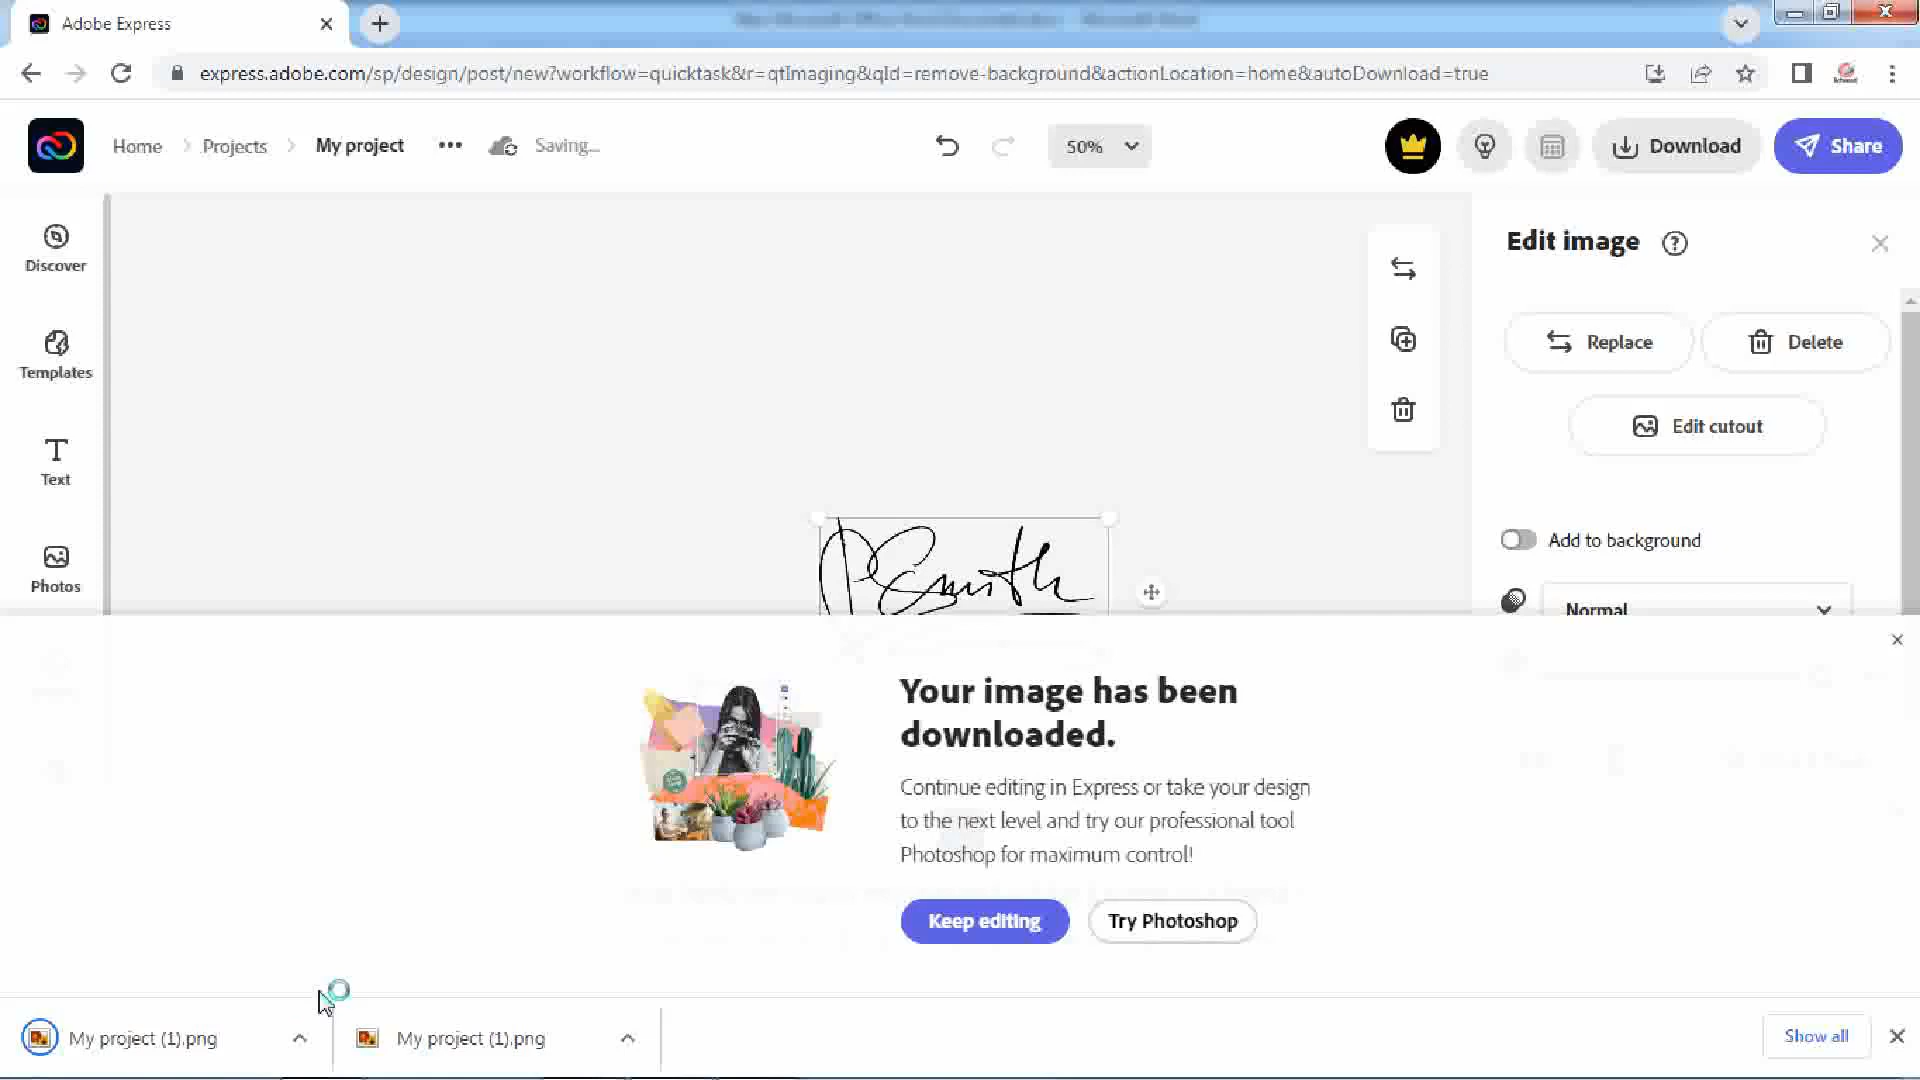 Adobe Express
express.adobe.com/sp/design/post/new?workflow=quicktask&r=qtImaging&qId=remove-background&actionLocation=home&autoDownload=true
Home
Projects
My project
Saving...
50%
Download
Share
Discover
Templates
Text
Photos
Edit image
Replace
Delete
Edit cutout
Add to background
Normal
PSmith
Your image has been
downloaded.
Continue editing in Express or take your design
to the next level and try our professional tool
Photoshop for maximum control!
Keep editing
Try Photoshop
My project (1).png
My project (1).png
Show all